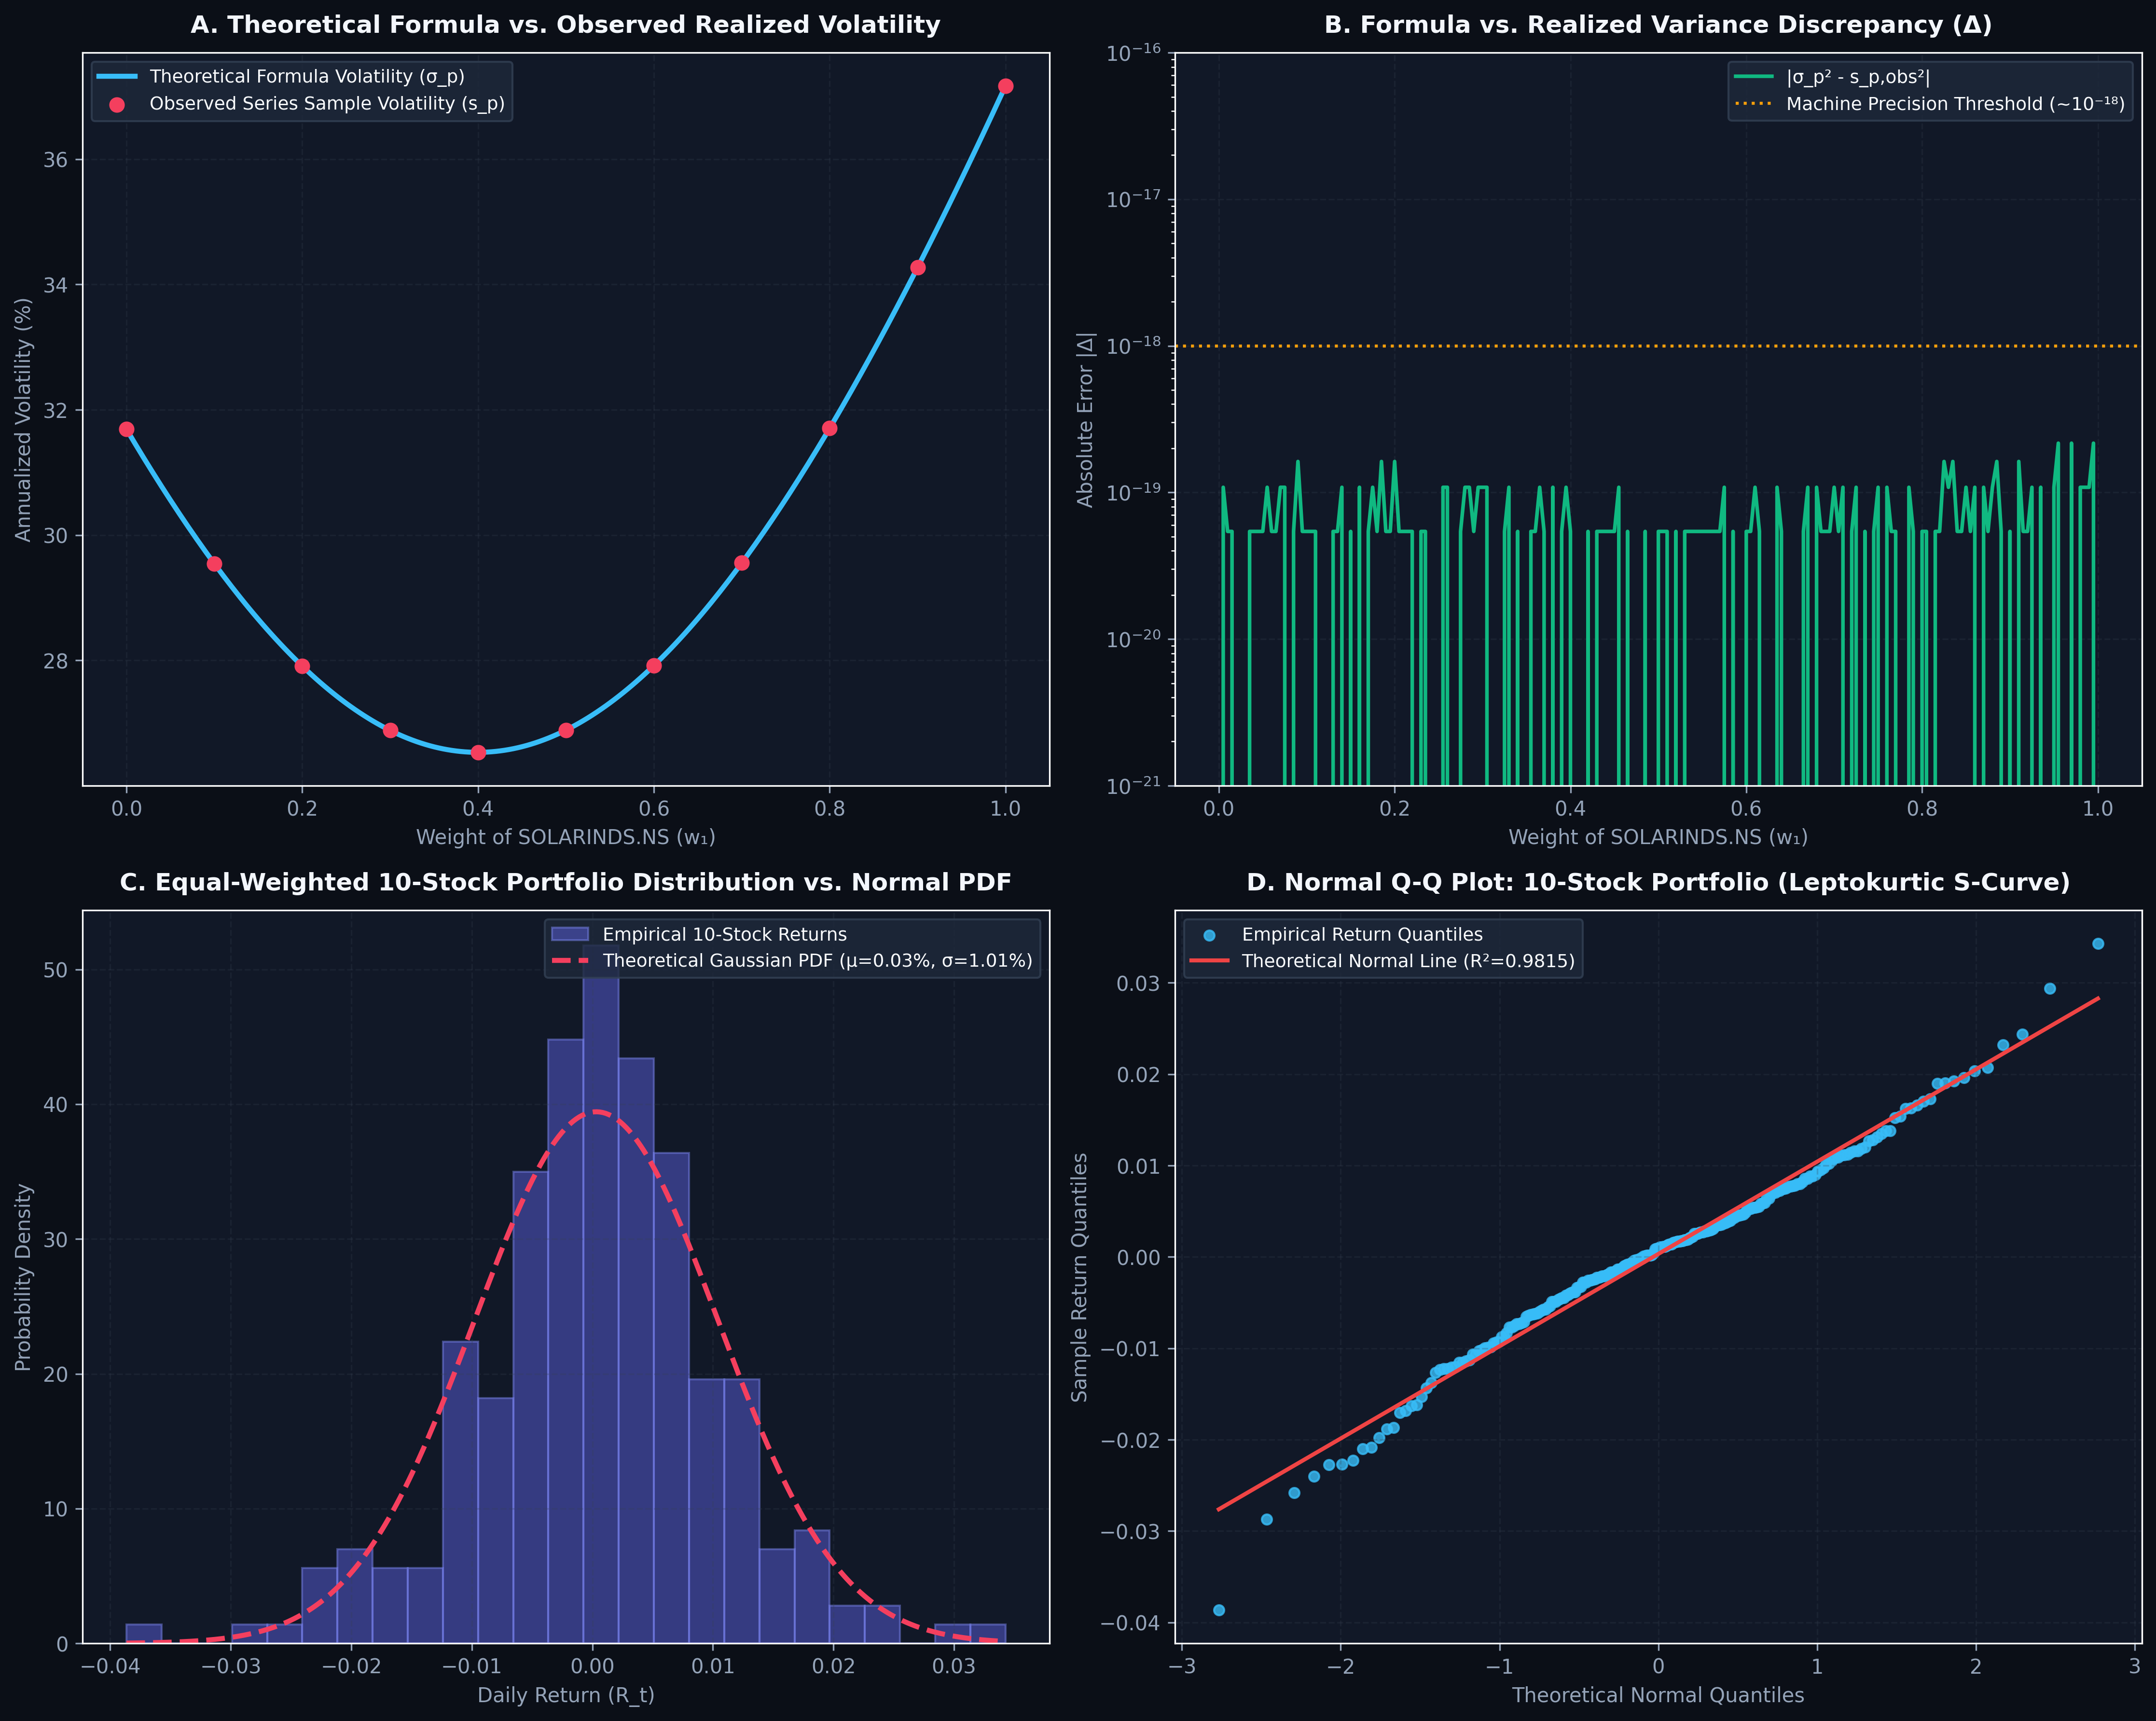 A. Theoretical Formula vs. Observed Realized Volatility
Theoretical Formula Volatility (σ_p)
Observed Series Sample Volatility (s_p)
Annualized Volatility (%)
36
34
32
30
28
0.0 0.2 0.4 0.6 0.8 1.0
Weight of SOLARINDS.NS (w₁)
B. Formula vs. Realized Variance Discrepancy (Δ)
|σ_p² - s_p,obs²|
Machine Precision Threshold (~10⁻¹⁸)
Absolute Error |Δ|
10⁻¹⁶
10⁻¹⁷
10⁻¹⁸
10⁻¹⁹
10⁻²⁰
10⁻²¹
0.0 0.2 0.4 0.6 0.8 1.0
Weight of SOLARINDS.NS (w₁)
C. Equal-Weighted 10-Stock Portfolio Distribution vs. Normal PDF
Empirical 10-Stock Returns
Theoretical Gaussian PDF (μ=0.03%, σ=1.01%)
Probability Density
50
40
30
20
10
0
−0.04 −0.03 −0.02 −0.01 0.00 0.01 0.02 0.03
Daily Return (R_t)
D. Normal Q-Q Plot: 10-Stock Portfolio (Leptokurtic S-Curve)
Empirical Return Quantiles
Theoretical Normal Line (R²=0.9815)
Sample Return Quantiles
0.03
0.02
0.01
0.00
−0.01
−0.02
−0.03
−0.04
−3 −2 −1 0 1 2 3
Theoretical Normal Quantiles